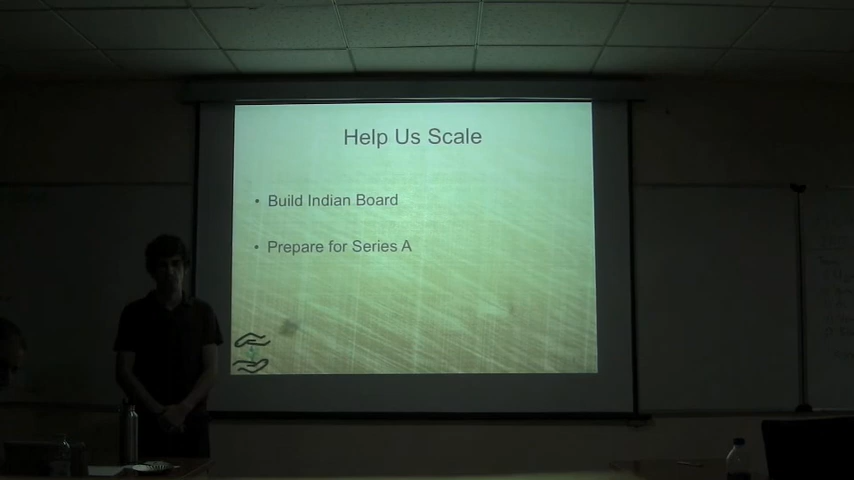 Help Us Scale
• Build Indian Board
• Prepare for Series A